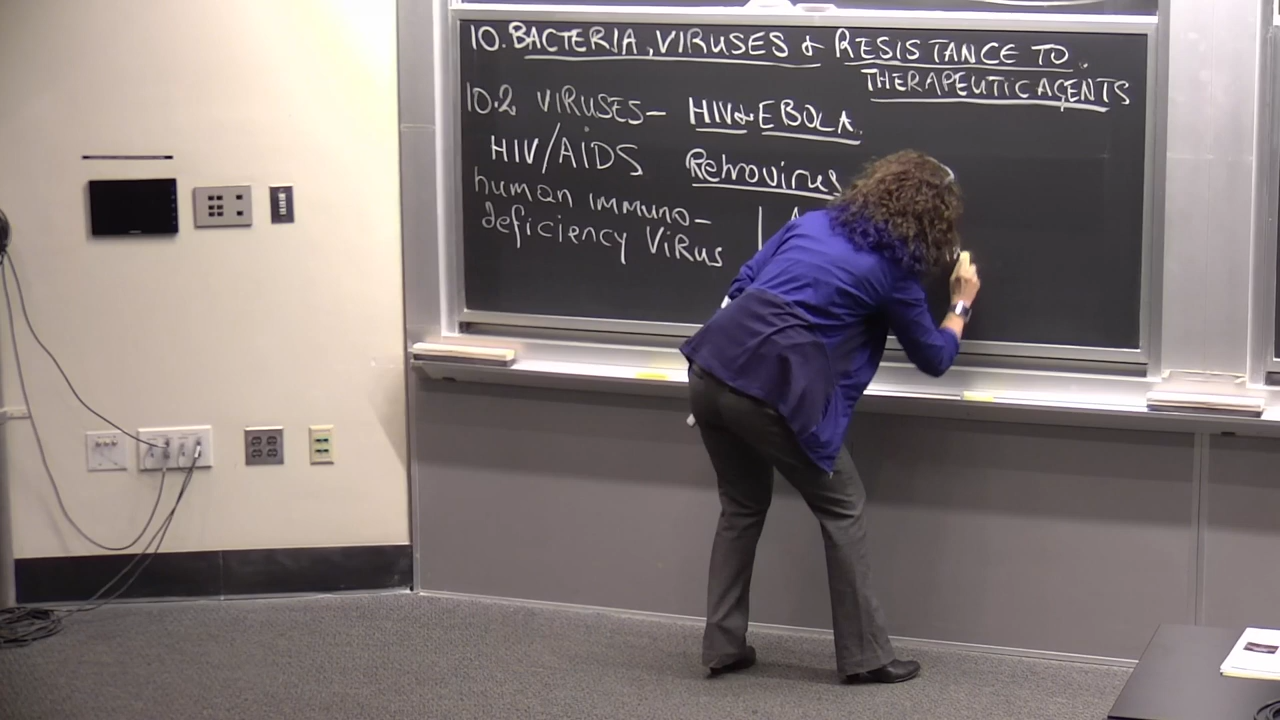 10. BACTERIA, VIRUSES & RESISTANCE TO
THERAPEUTIC AGENTS
10.2 VIRUSES- HIV & EBOLA
HIV/AIDS Retrovirus
human immuno-
deficiency ViRus